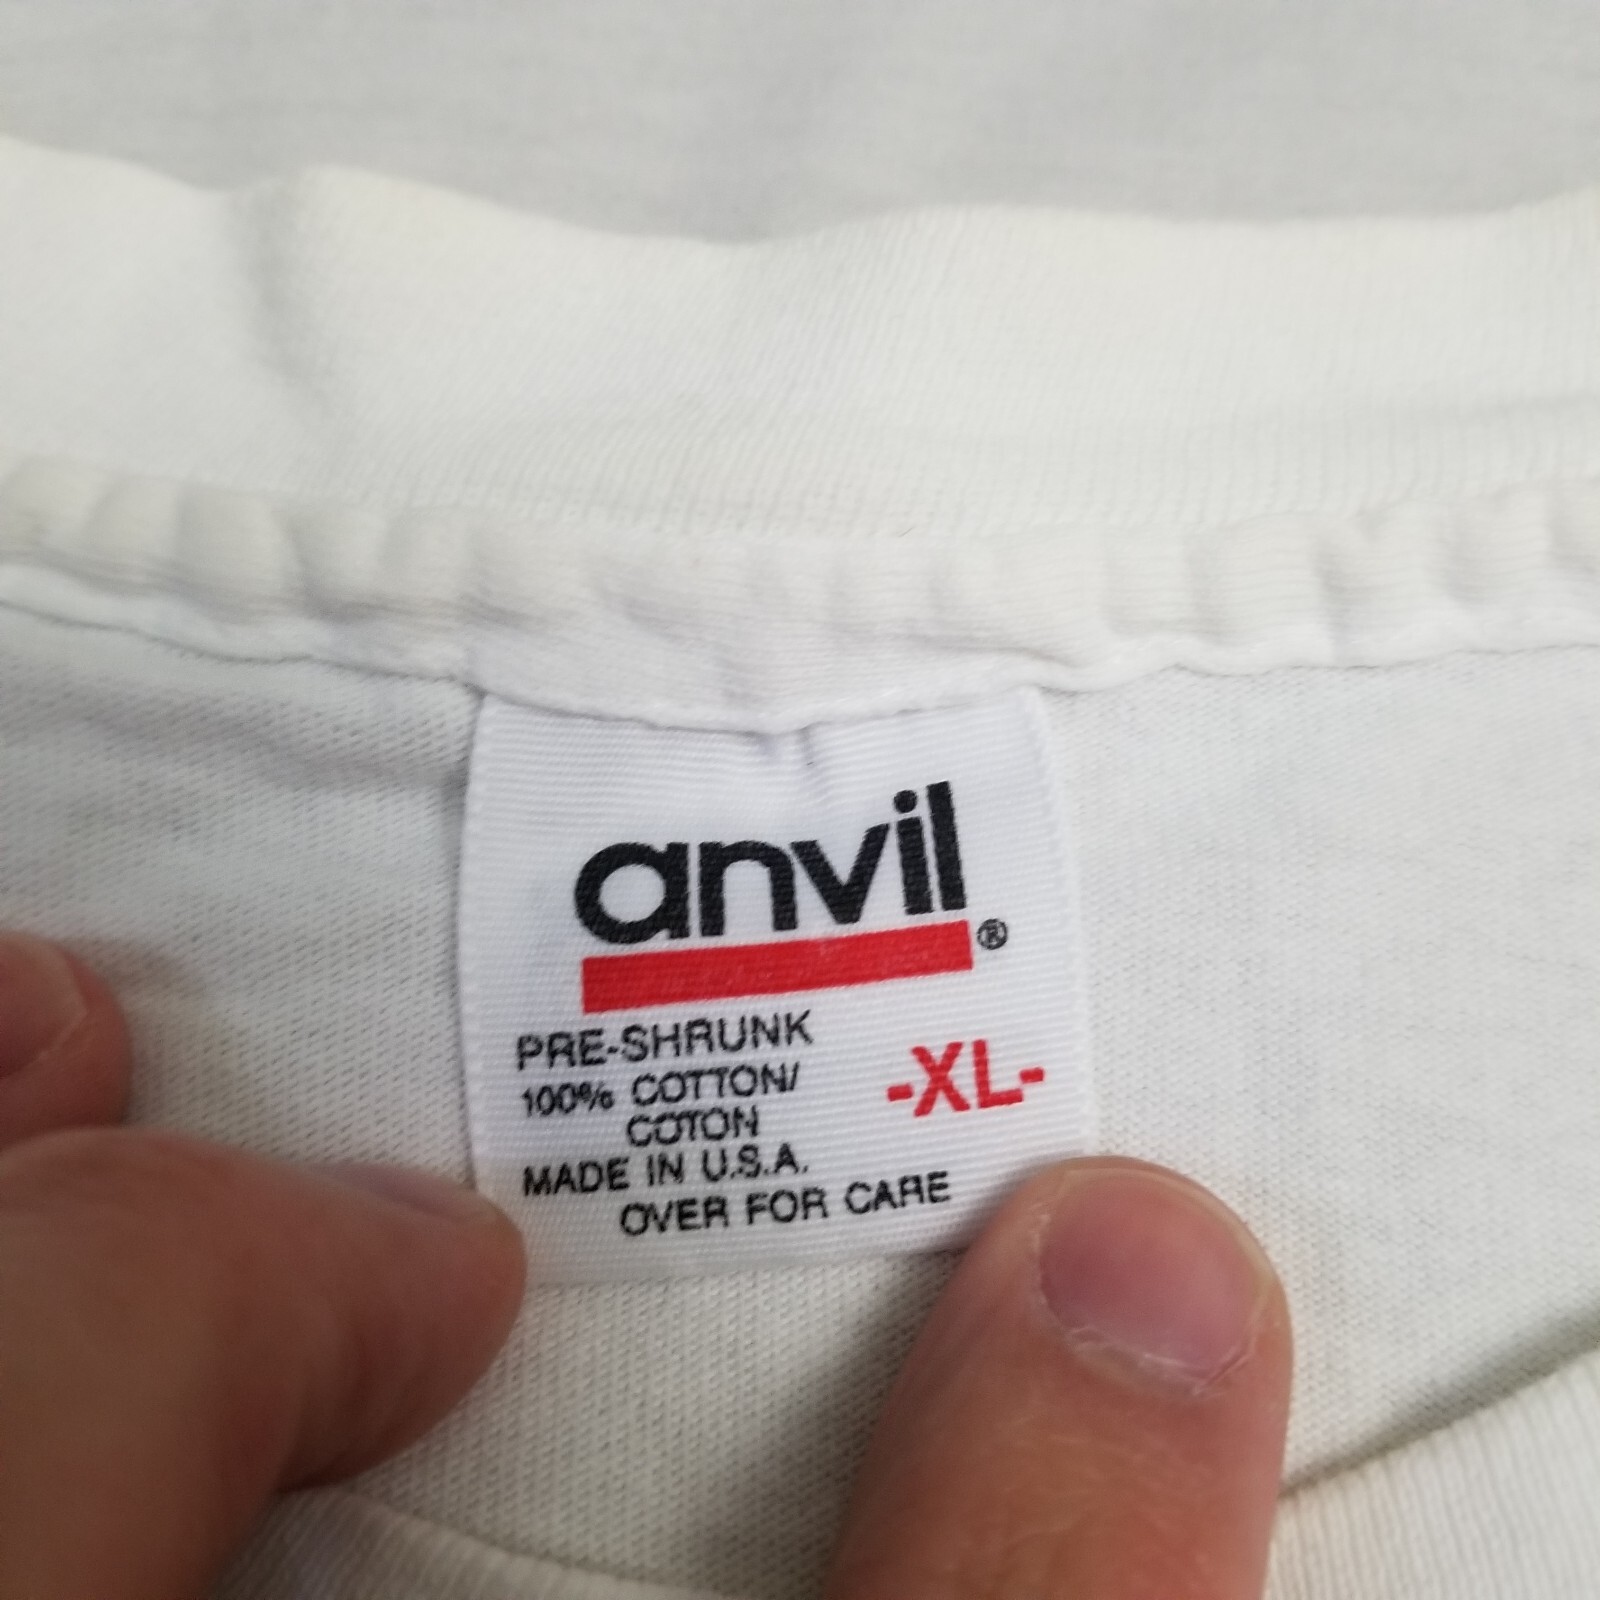 anvil®
PRE-SHRUNK
100% COTTON/
COTON
-XL-
MADE IN U.S.A.
OVER FOR CARE